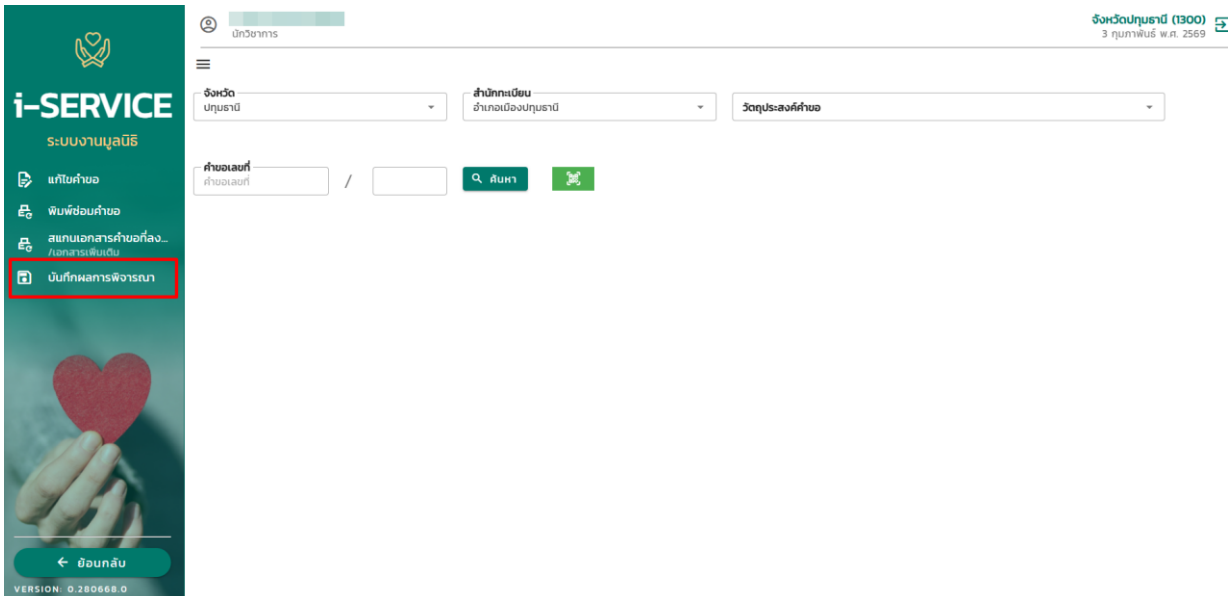 i-SERVICE
ระบบงานมูลนิธิ
แก้ไขคำขอ
พิมพ์ซ่อมคำขอ
สแกนเอกสารคำขอที่ลง...
/เอกสารเพิ่มเติม
บันทึกผลการพิจารณา
ย้อนกลับ
VERSION: 0.280668.0
นักวิชาการ
จังหวัดปทุมธานี (1300)
3 กุมภาพันธ์ พ.ศ. 2569
จังหวัด
ปทุมธานี
สำนักทะเบียน
อำเภอเมืองปทุมธานี
วัตถุประสงค์คำขอ
คำขอเลขที่
คำขอเลขที่
/
ค้นหา